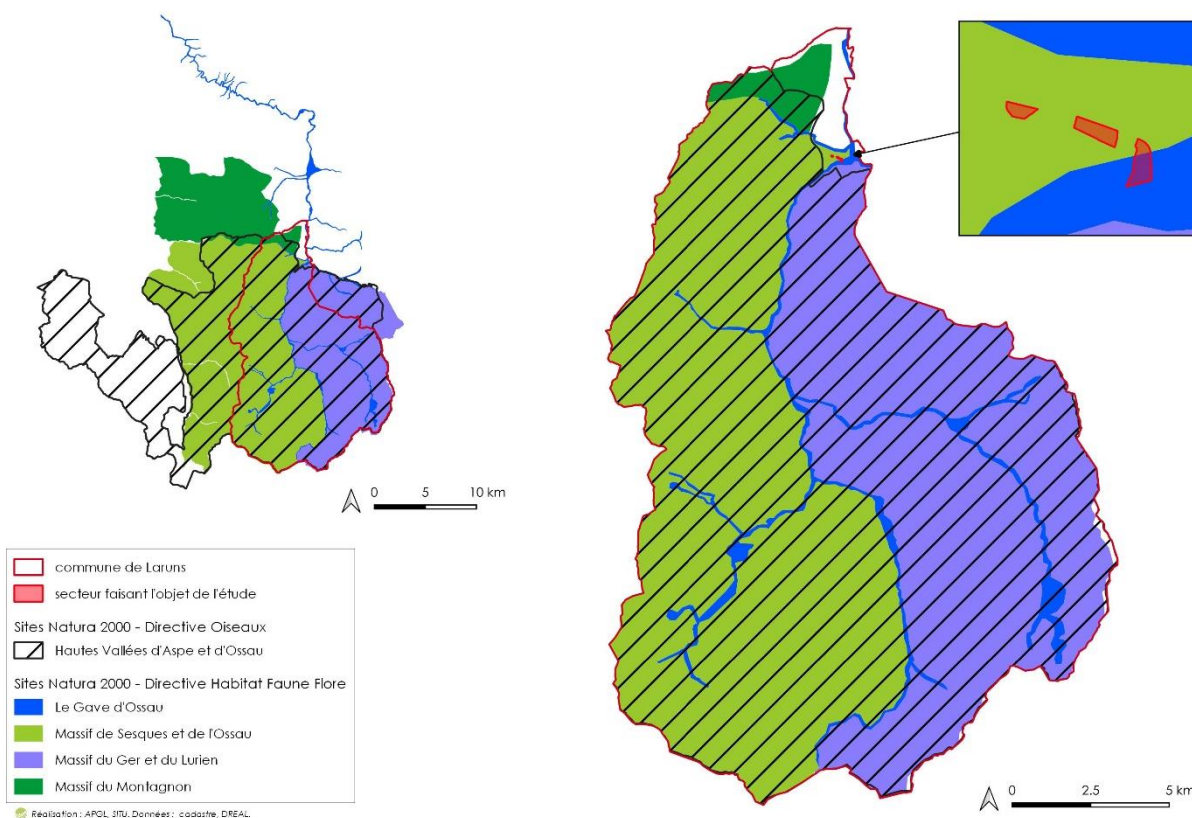 0 5 10 km
commune de Laruns
secteur faisant l'objet de l'étude
Sites Natura 2000 - Directive Oiseaux
Hautes Vallées d'Aspe et d'Ossau
Sites Natura 2000 - Directive Habitat Faune Flore
Le Gave d'Ossau
Massif de Sesques et de l'Ossau
Massif du Ger et du Lurien
Massif du Montagnon
Réalisation : APGL, SITU. Données : cadastre, DREAL.
0 2.5 5 km